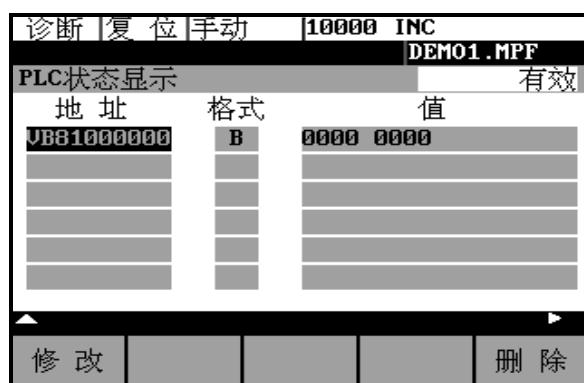 诊断 复 位 手动 10000 INC
DEMO1.MPF
PLC状态显示 有效
地 址 格式 值
VB81000000 B 0000 0000
修 改 删 除